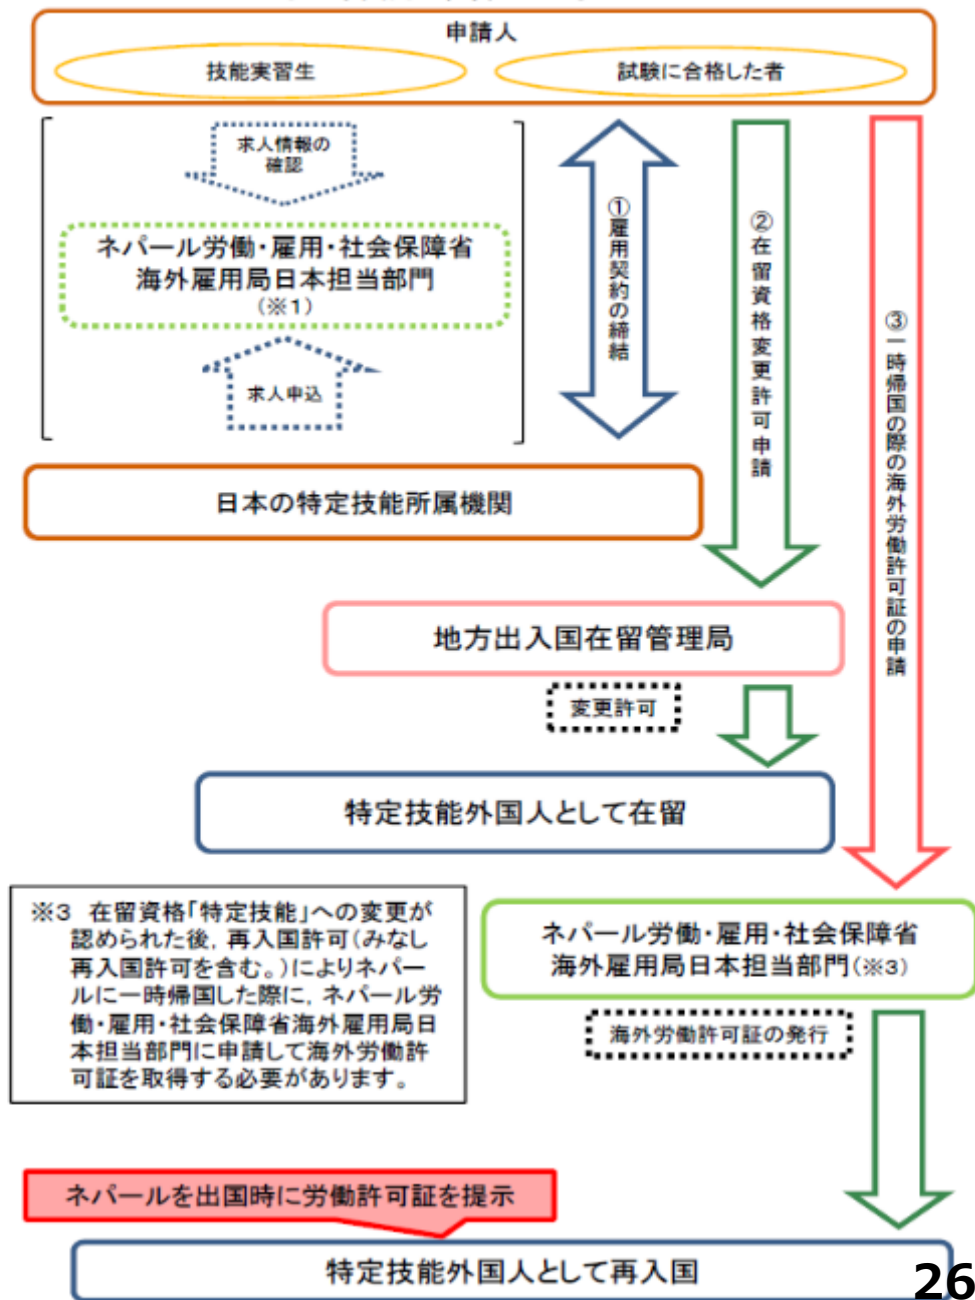 申請人
技能実習生
試験に合格した者
求人情報の
確認
ネパール労働・雇用・社会保障省
海外雇用局日本担当部門
(※1)
求人申込
①雇用契約の締結
②在留資格変更許可申請
③一時帰国の際の海外労働許可証の申請
日本の特定技能所属機関
地方出入国在留管理局
変更許可
特定技能外国人として在留
※3 在留資格「特定技能」への変更が
認められた後，再入国許可(みなし
再入国許可を含む。)によりネパー
ルに一時帰国した際に，ネパール労
働・雇用・社会保障省海外雇用局日
本担当部門に申請して海外労働許
可証を取得する必要があります。
ネパール労働・雇用・社会保障省
海外雇用局日本担当部門(※3)
海外労働許可証の発行
ネパールを出国時に労働許可証を提示
特定技能外国人として再入国
26